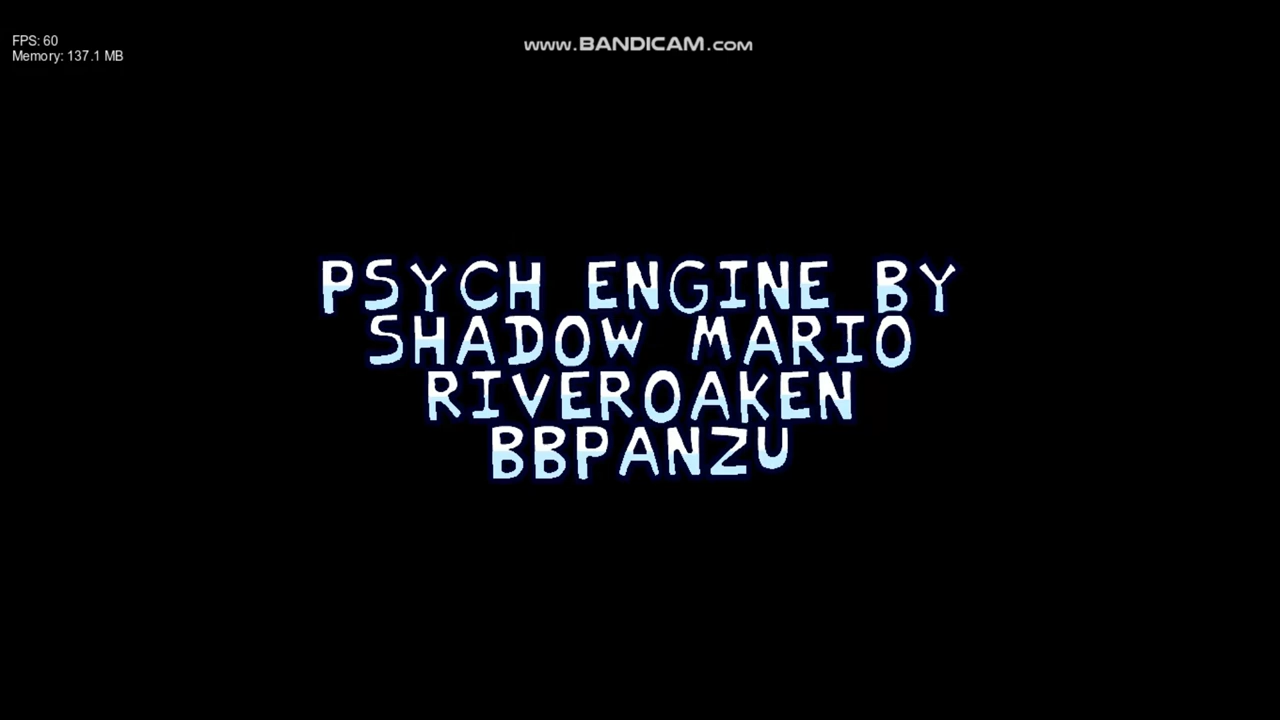 FPS: 60
Memory: 137.1 MB
www.BANDICAM.com
PSYCH ENGINE BY
SHADOW MARIO
RIVEROAKEN
BBPANZU